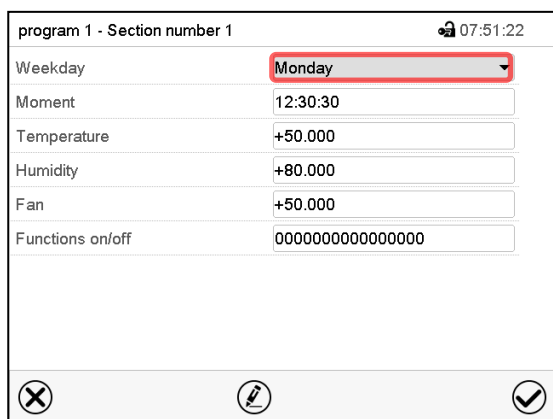 program 1 - Section number 1 07:51:22
Weekday Monday
Moment 12:30:30
Temperature +50.000
Humidity +80.000
Fan +50.000
Functions on/off 0000000000000000